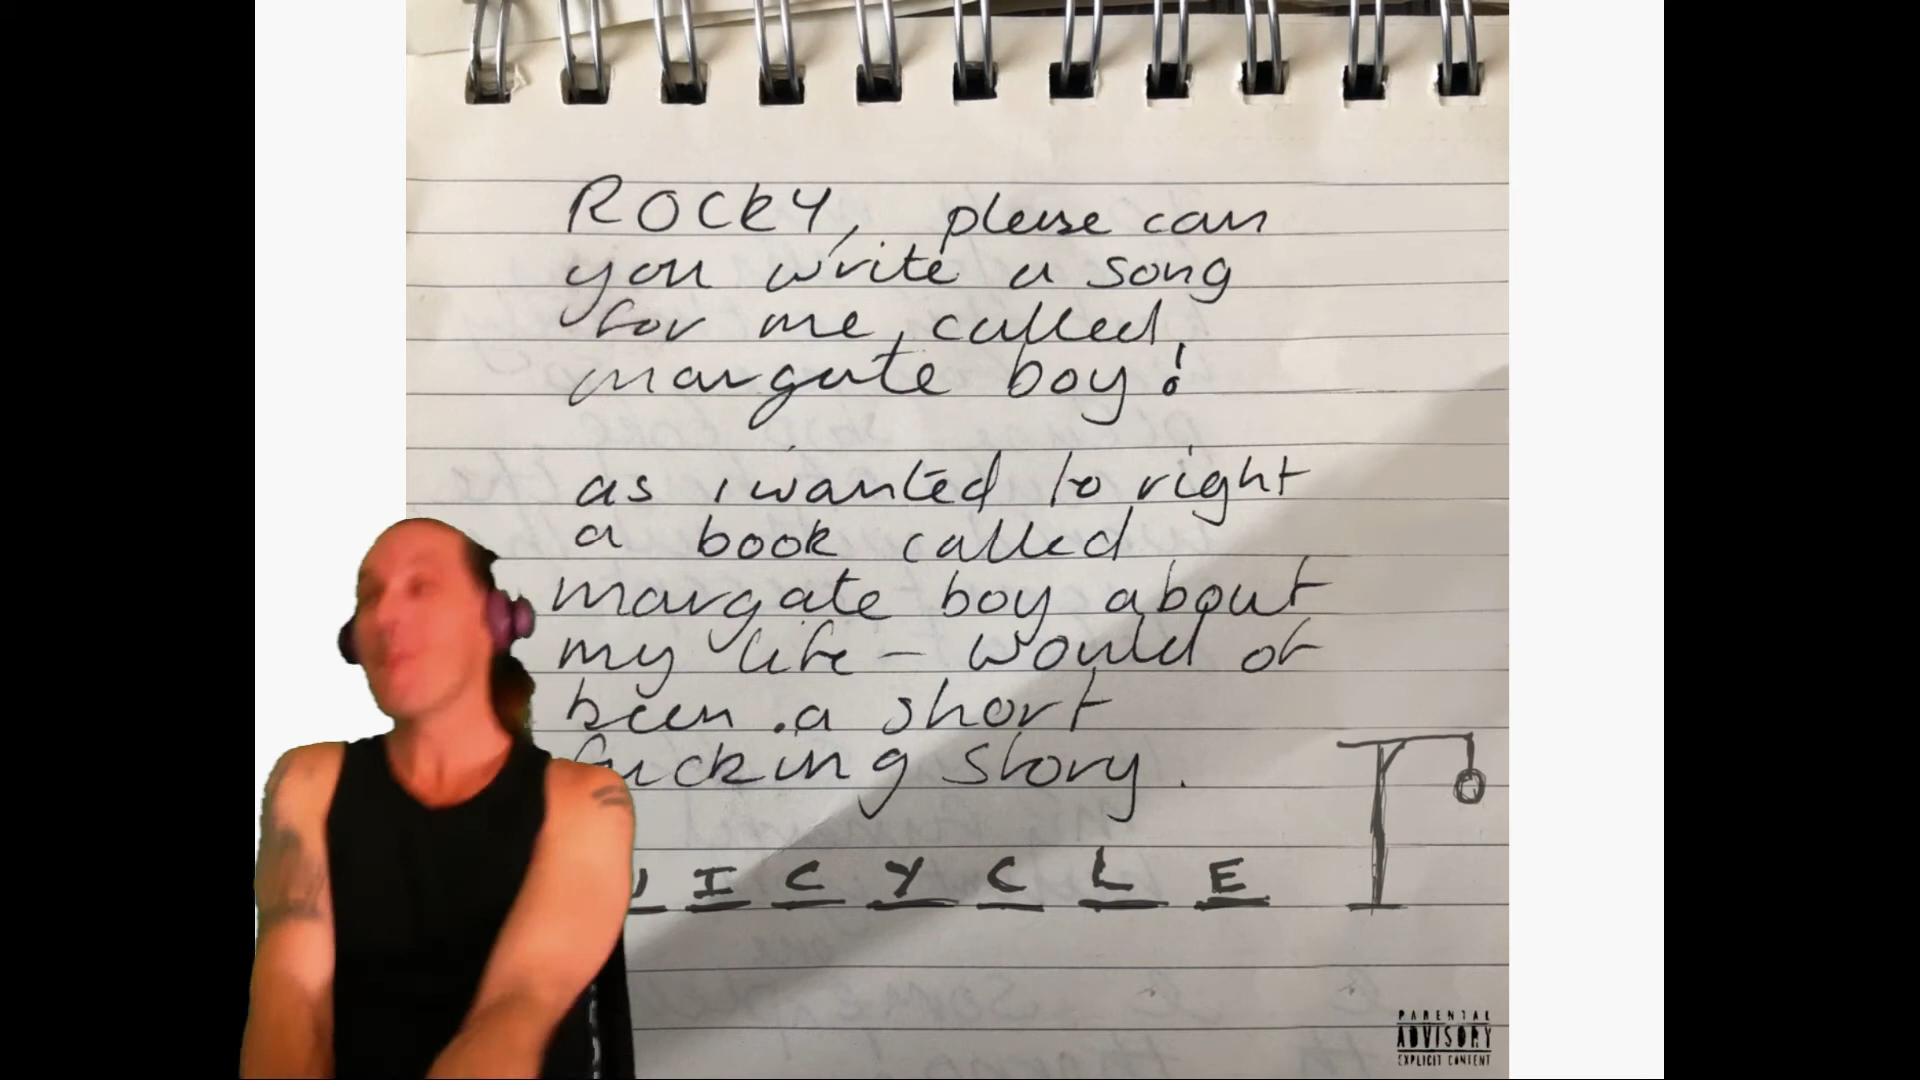 ROCKY, please can
you write a song
for me, called,
margate boy!
as i wanted to right
a book called
margate boy about
my life - would of
been . a short
fucking story.
I C Y C L E
PARENTAL
ADVISORY
EXPLICIT CONTENT